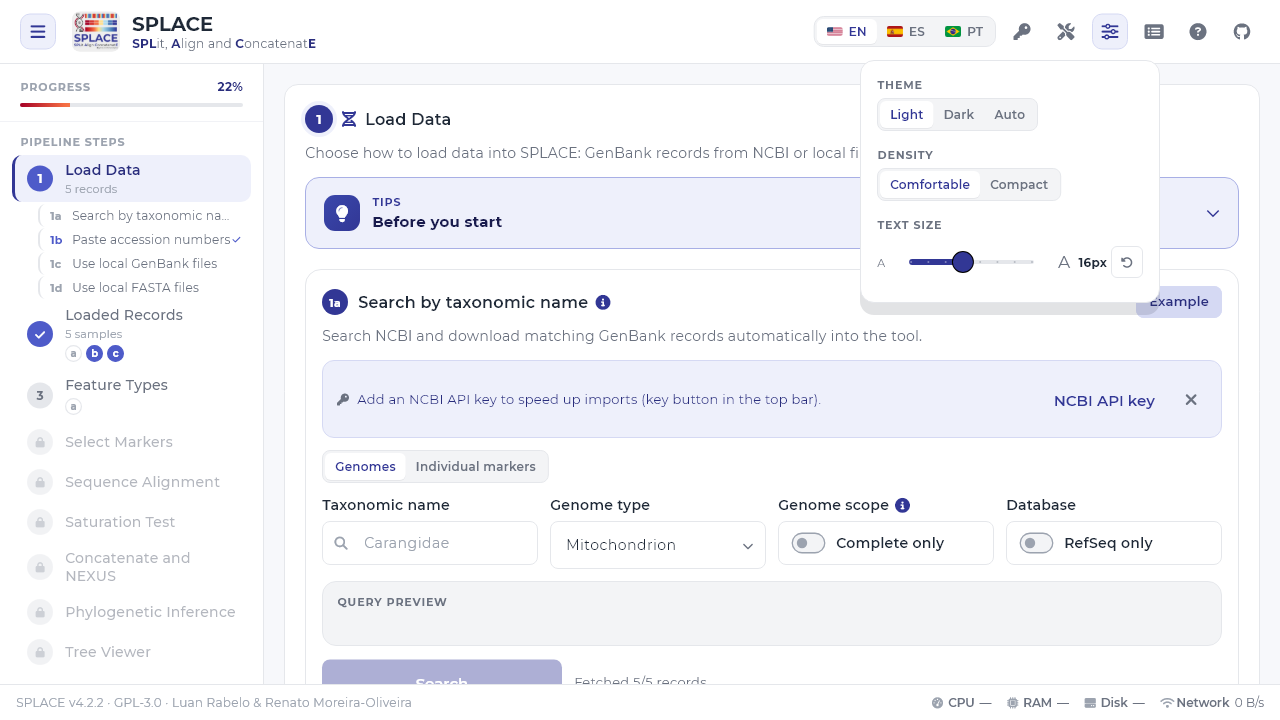 SPLACE
SPLit, Align and ConcatenatE
EN
ES
PT
PROGRESS
22%
PIPELINE STEPS
1
Load Data
5 records
1a Search by taxonomic na...
1b Paste accession numbers
1c Use local GenBank files
1d Use local FASTA files
Loaded Records
5 samples
a b c
3
Feature Types
a
Select Markers
Sequence Alignment
Saturation Test
Concatenate and
NEXUS
Phylogenetic Inference
Tree Viewer
1
Load Data
Choose how to load data into SPLACE: GenBank records from NCBI or local fi
TIPS
Before you start
THEME
Light Dark Auto
DENSITY
Comfortable Compact
TEXT SIZE
A
A 16px
1a Search by taxonomic name
Example
Search NCBI and download matching GenBank records automatically into the tool.
Add an NCBI API key to speed up imports (key button in the top bar).
NCBI API key
Genomes Individual markers
Taxonomic name
Genome type
Genome scope
Database
Carangidae
Mitochondrion
Complete only
RefSeq only
QUERY PREVIEW
Search
Fetched 5/5 records
SPLACE v4.2.2 · GPL-3.0 · Luan Rabelo & Renato Moreira-Oliveira
CPU —
RAM —
Disk —
Network 0 B/s